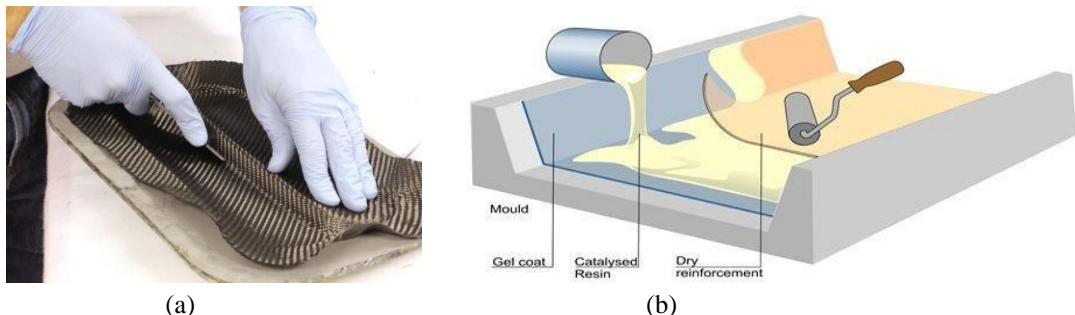 Mould
Gel coat
Catalysed
Resin
Dry
reinforcement
(a)
(b)